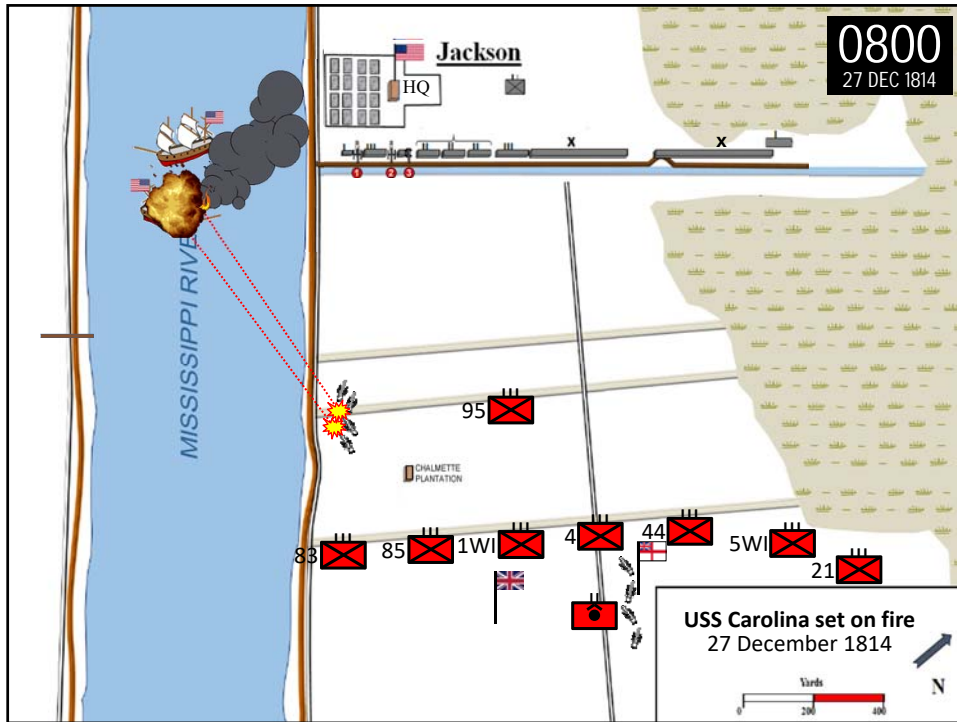 0800
27 DEC 1814
Jackson
HQ
X
X
1
2
3
MISSISSIPPI RIVE
95
CHALMETTE
PLANTATION
83
85
1WI
4
44
5WI
21
USS Carolina set on fire
27 December 1814
N
Yards
0
200
400